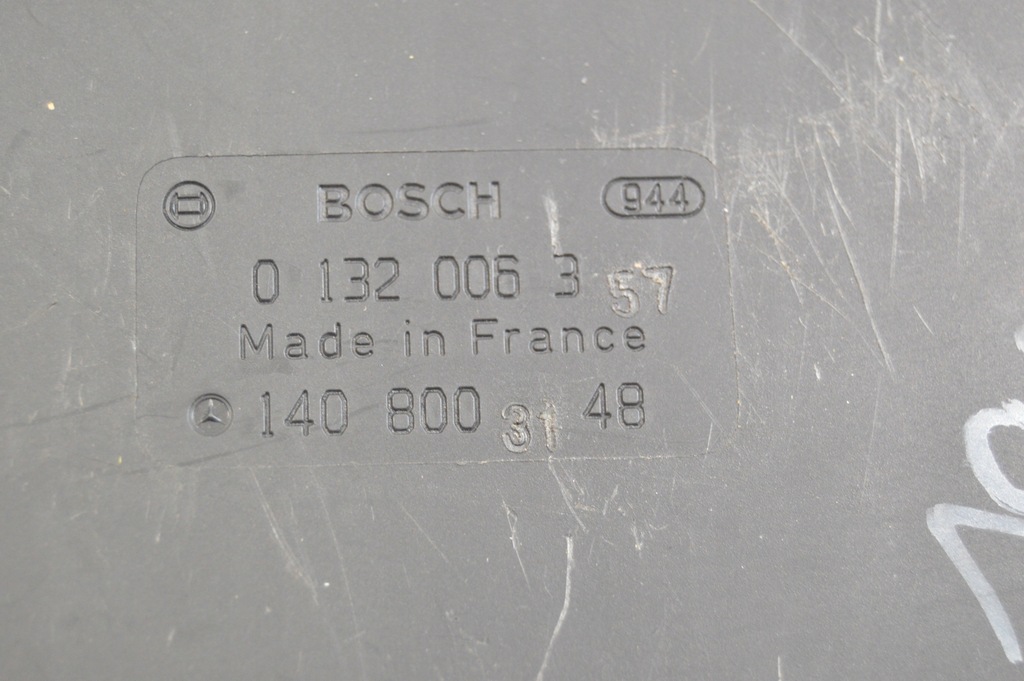 BOSCH 944
0 132 006 3 57
Made in France
140 800 31 48